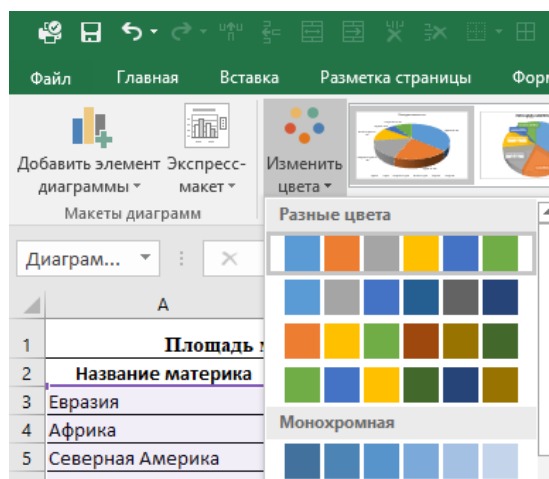 Файл Главная Вставка Разметка страницы Фор
Добавить элемент Экспресс- Изменить
диаграммы макет цвета
Макеты диаграмм
Разные цвета
Диаграм...
A
1 Площадь
2 Название материка
3 Евразия
4 Африка
Монохромная
5 Северная Америка